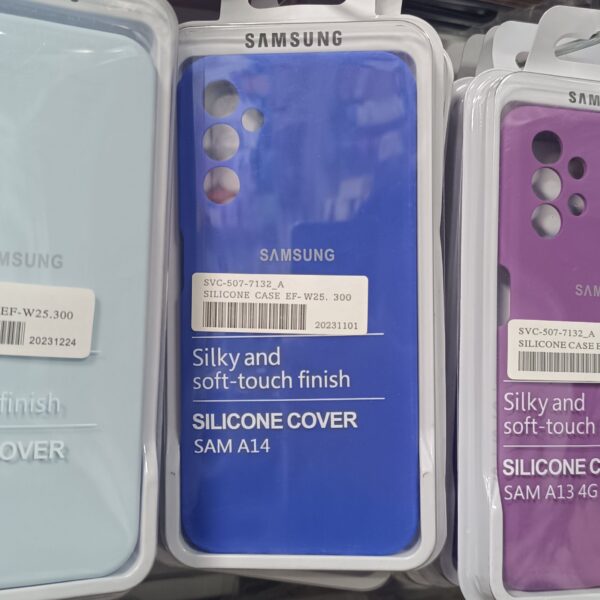 MSUNG
EF-W25.300
20231224
finish
OVER
SAMSUNG
SAMSUNG
SVC-507-7132_A
SILICONE CASE EF-W25. 300
20231101
Silky and
soft-touch finish
SILICONE COVER
SAM A14
SAM
SA
SVC-507-7132_A
SILICONE CASE E
Silky and
soft-touch
SILICONE C
SAM A13 4G